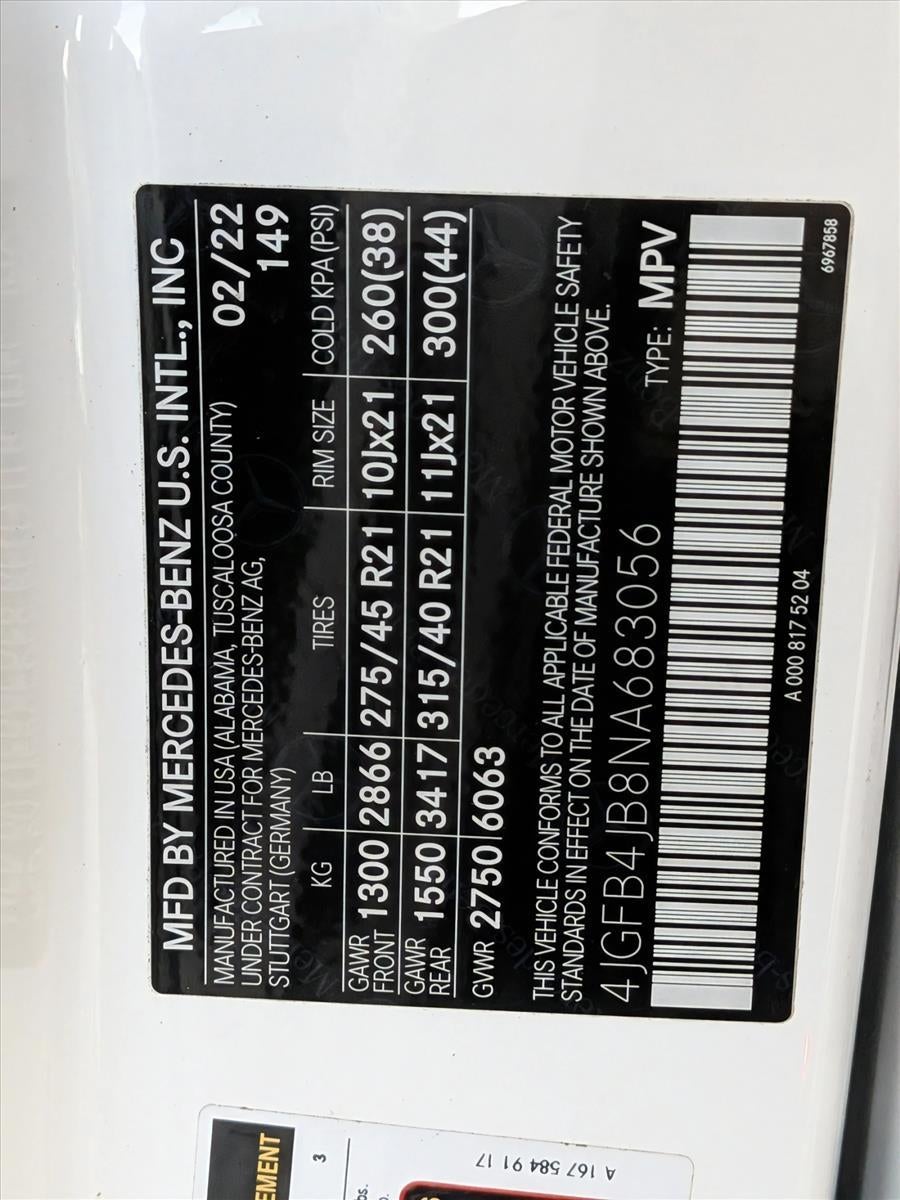 MFD BY MERCEDES-BENZ U.S. INTL., INC
MANUFACTURED IN USA (ALABAMA, TUSCALOOSA COUNTY) 02/22
UNDER CONTRACT FOR MERCEDES-BENZ AG, 149
STUTTGART (GERMANY)
KG LB TIRES RIM SIZE COLD KPA (PSI)
GAWR FRONT 1300 2866 275/45 R21 10Jx21 260(38)
GAWR REAR 1550 3417 315/40 R21 11Jx21 300(44)
GVWR 2750 6063
THIS VEHICLE CONFORMS TO ALL APPLICABLE FEDERAL MOTOR VEHICLE SAFETY
STANDARDS IN EFFECT ON THE DATE OF MANUFACTURE SHOWN ABOVE.
4JGFB4JB8NA683056 TYPE: MPV
A 000 817 52 04
6967858
EMENT
3
A 167 584 91 17